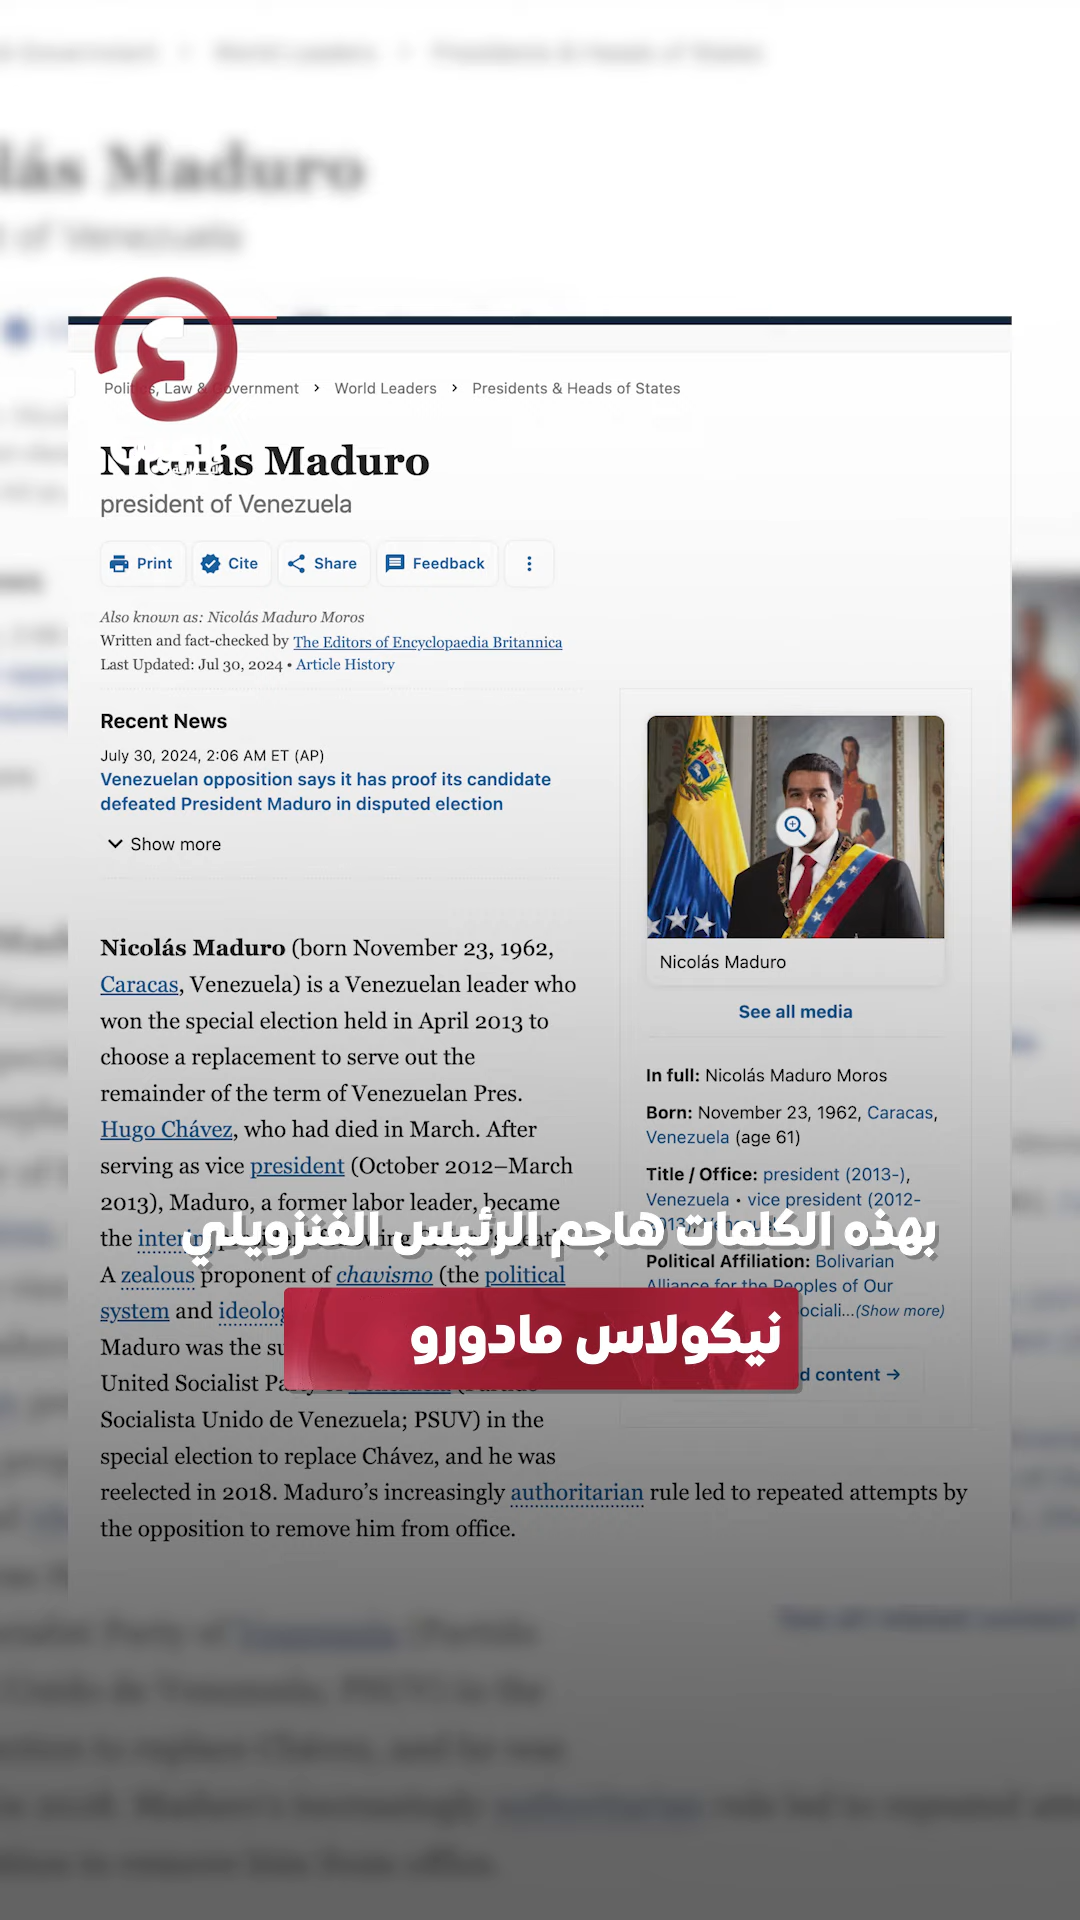 Politics, Law & Government > World Leaders > Presidents & Heads of States
Nicolás Maduro
president of Venezuela
Print Cite Share Feedback
Also known as: Nicolás Maduro Moros
Written and fact-checked by The Editors of Encyclopaedia Britannica
Last Updated: Jul 30, 2024 • Article History
Recent News
July 30, 2024, 2:06 AM ET (AP)
Venezuelan opposition says it has proof its candidate
defeated President Maduro in disputed election
Show more
Nicolás Maduro (born November 23, 1962,
Caracas, Venezuela) is a Venezuelan leader who
won the special election held in April 2013 to
choose a replacement to serve out the
remainder of the term of Venezuelan Pres.
Hugo Chávez, who had died in March. After
serving as vice president (October 2012–March
2013), Maduro, a former labor leader, became
the
A zealous proponent of chavismo (the political
system and
Maduro was the
United Socialist
Socialista Unido de Venezuela; PSUV) in the
special election to replace Chávez, and he was
reelected in 2018. Maduro's increasingly authoritarian rule led to repeated attempts by
the opposition to remove him from office.
Nicolás Maduro
See all media
In full: Nicolás Maduro Moros
Born: November 23, 1962, Caracas,
Venezuela (age 61)
Title / Office: president (2013-),
Venezuela • vice president (2012-
Political Affiliation: Bolivarian
Alliance for the Peoples of Our
(Show more)
content →
بهذه الكلمات هاجم الرئيس الفنزويلي
نيكولاس مادورو